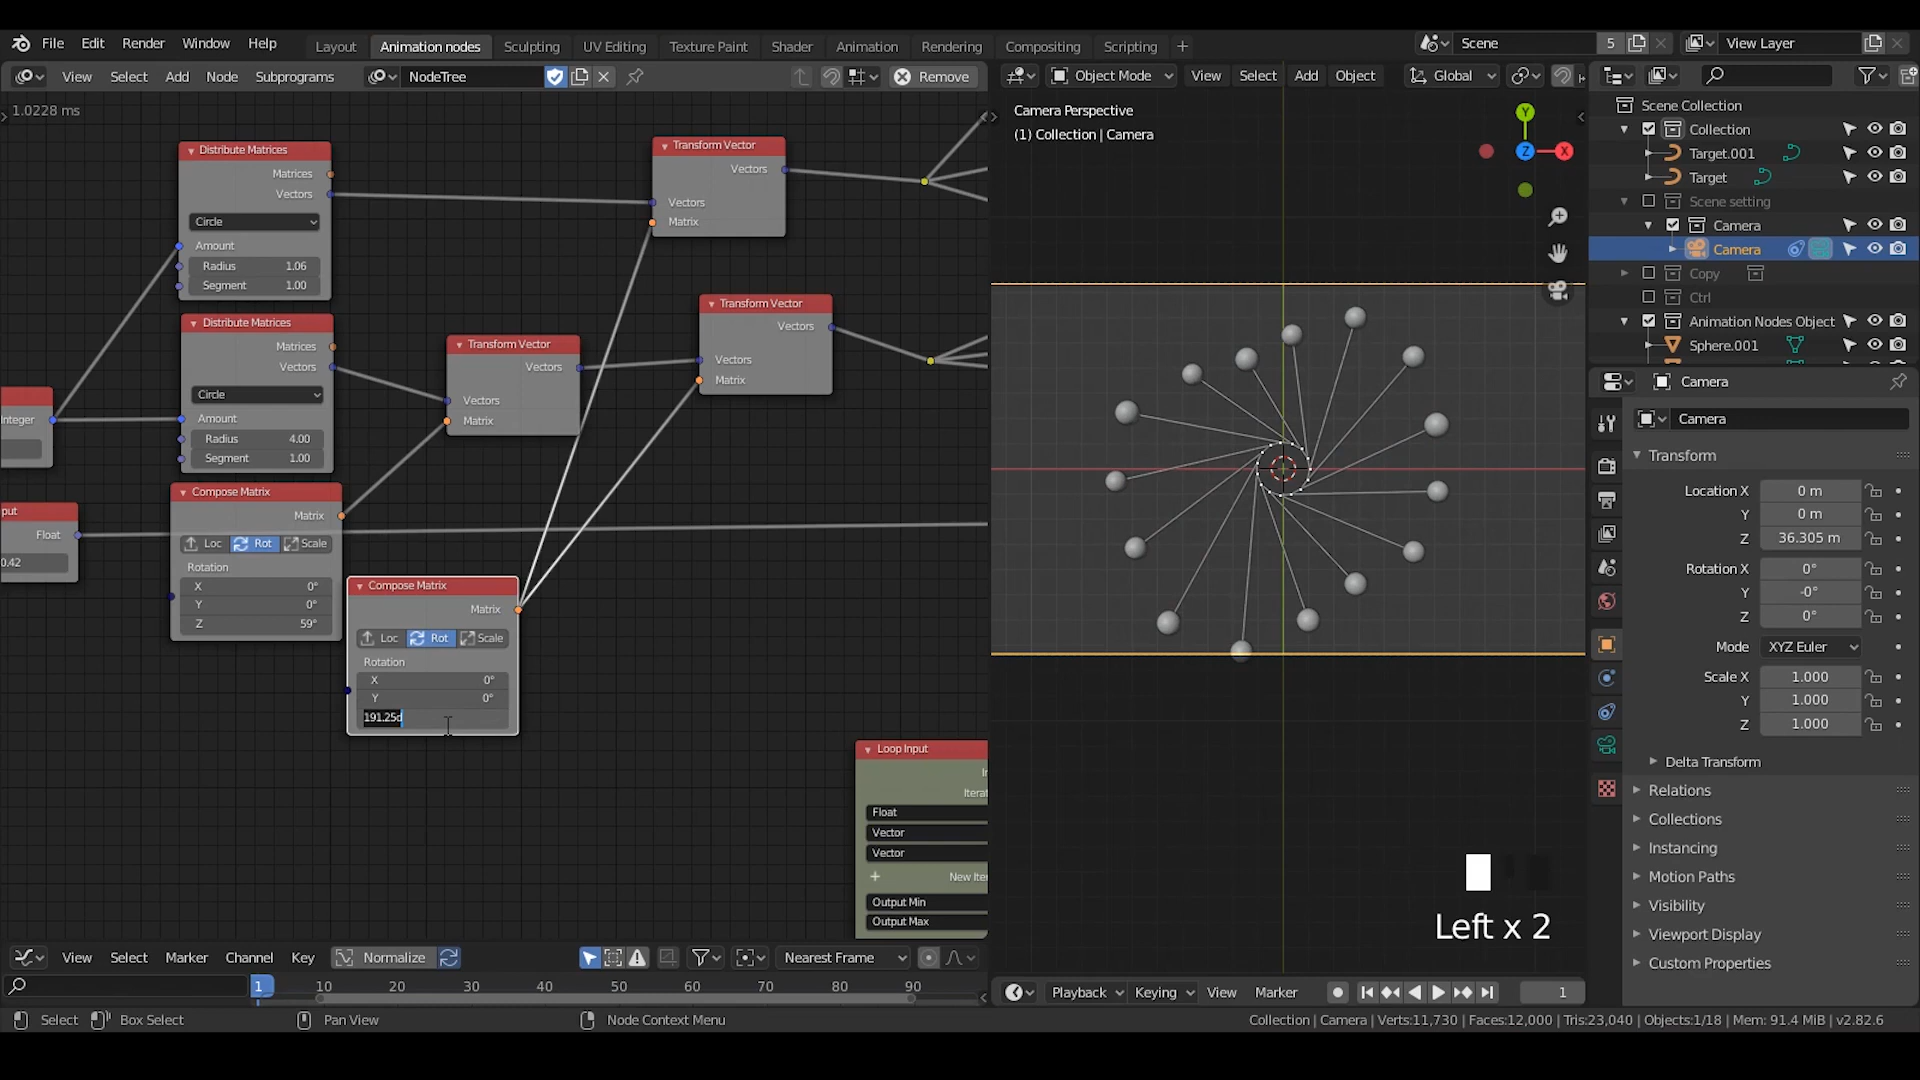 File Edit Render Window Help Layout Animation nodes Sculpting UV Editing Texture Paint Shader Animation Rendering Compositing Scripting Scene 5 View Layer
View Select Add Node Subprograms NodeTree Remove Object Mode View Select Add Object Global
1.0228 ms
Camera Perspective
(1) Collection | Camera
Y
Z
X
Distribute Matrices
Matrices
Vectors
Circle
Amount
Radius 1.06
Segment 1.00
Distribute Matrices
Matrices
Vectors
Circle
Amount
Radius 4.00
Segment 1.00
Integer
Float
0.42
Compose Matrix
Matrix
Loc Rot Scale
Rotation
X 0°
Y 0°
Z 59°
Compose Matrix
Matrix
Loc Rot Scale
Rotation
X 0°
Y 0°
191.25d
Transform Vector
Vectors
Vectors
Matrix
Transform Vector
Vectors
Vectors
Matrix
Transform Vector
Vectors
Vectors
Matrix
Loop Input
Float
Vector
Vector
Output Min
Output Max
Left x 2
Scene Collection
Collection
Target.001
Target
Scene setting
Camera
Camera
Copy
Ctrl
Animation Nodes Object
Sphere.001
Camera
Camera
Transform
Location X 0 m
Y 0 m
Z 36.305 m
Rotation X 0°
Y -0°
Z 0°
Mode XYZ Euler
Scale X 1.000
Y 1.000
Z 1.000
Delta Transform
Relations
Collections
Instancing
Motion Paths
Visibility
Viewport Display
Custom Properties
View Select Marker Channel Key Normalize Nearest Frame
1 10 20 30 40 50 60 70 80 90
Playback Keying View Marker 1
Select Box Select Pan View Node Context Menu
Collection | Camera | Verts:11,730 | Faces:12,000 | Tris:23,040 | Objects:1/18 | Mem: 91.4 MiB | v2.82.6